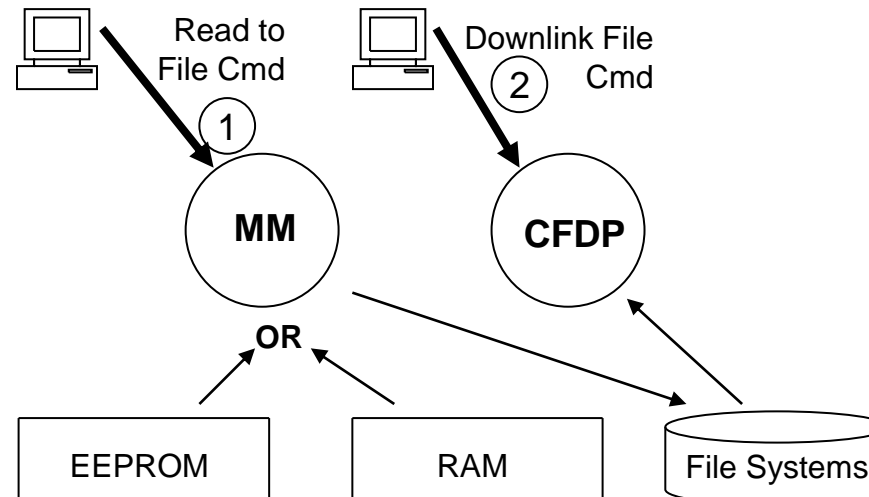 Read to
File Cmd
1
Downlink File
Cmd
2
MM
CFDP
OR
EEPROM
RAM
File Systems